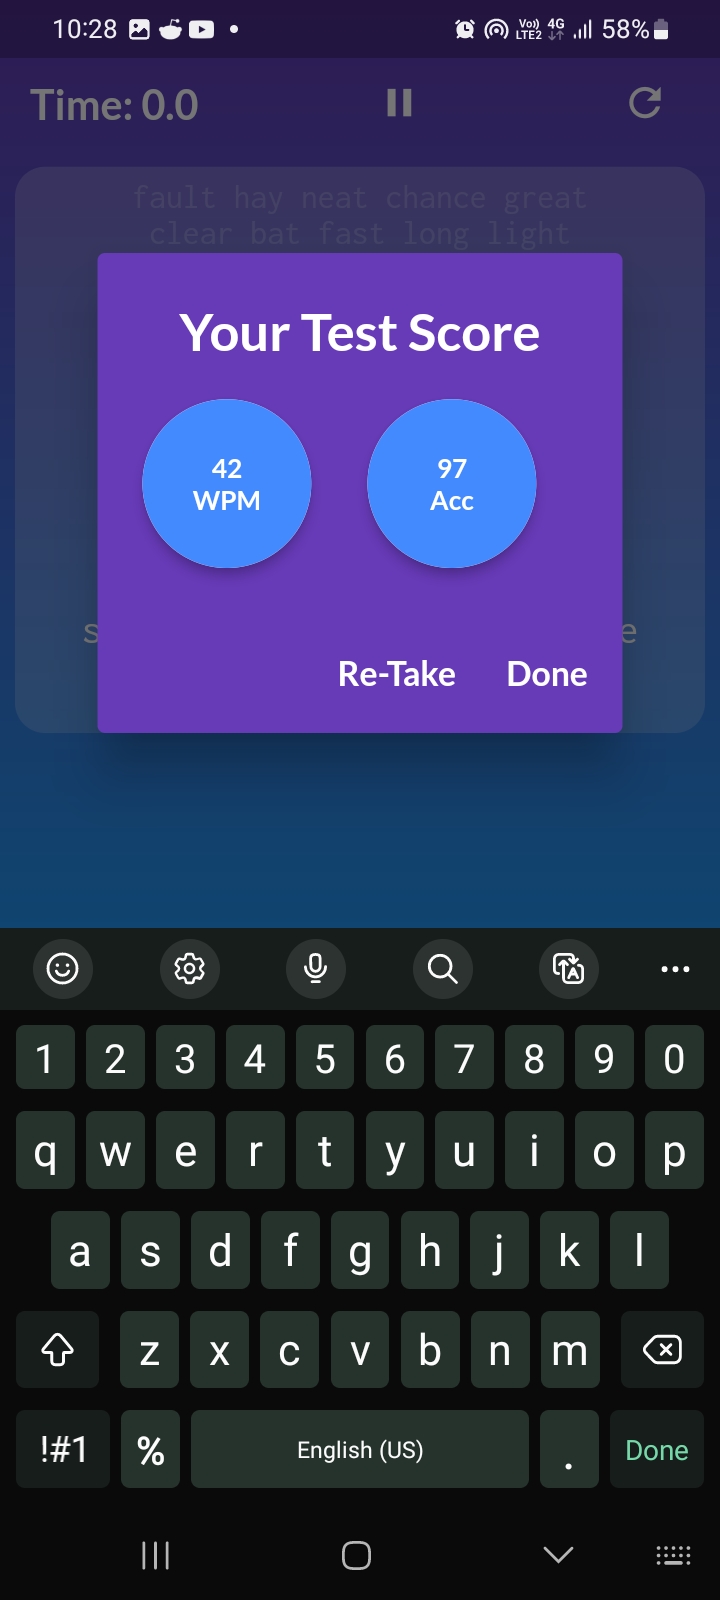 10:28 Vo)) LTE2 4G 58%
Time: 0.0
fault hay neat chance great
clear bat fast long light
Your Test Score
42
WPM
97
Acc
s e
Re-Take Done
1 2 3 4 5 6 7 8 9 0
q w e r t y u i o p
a s d f g h j k l
z x c v b n m
!#1 % English (US) . Done